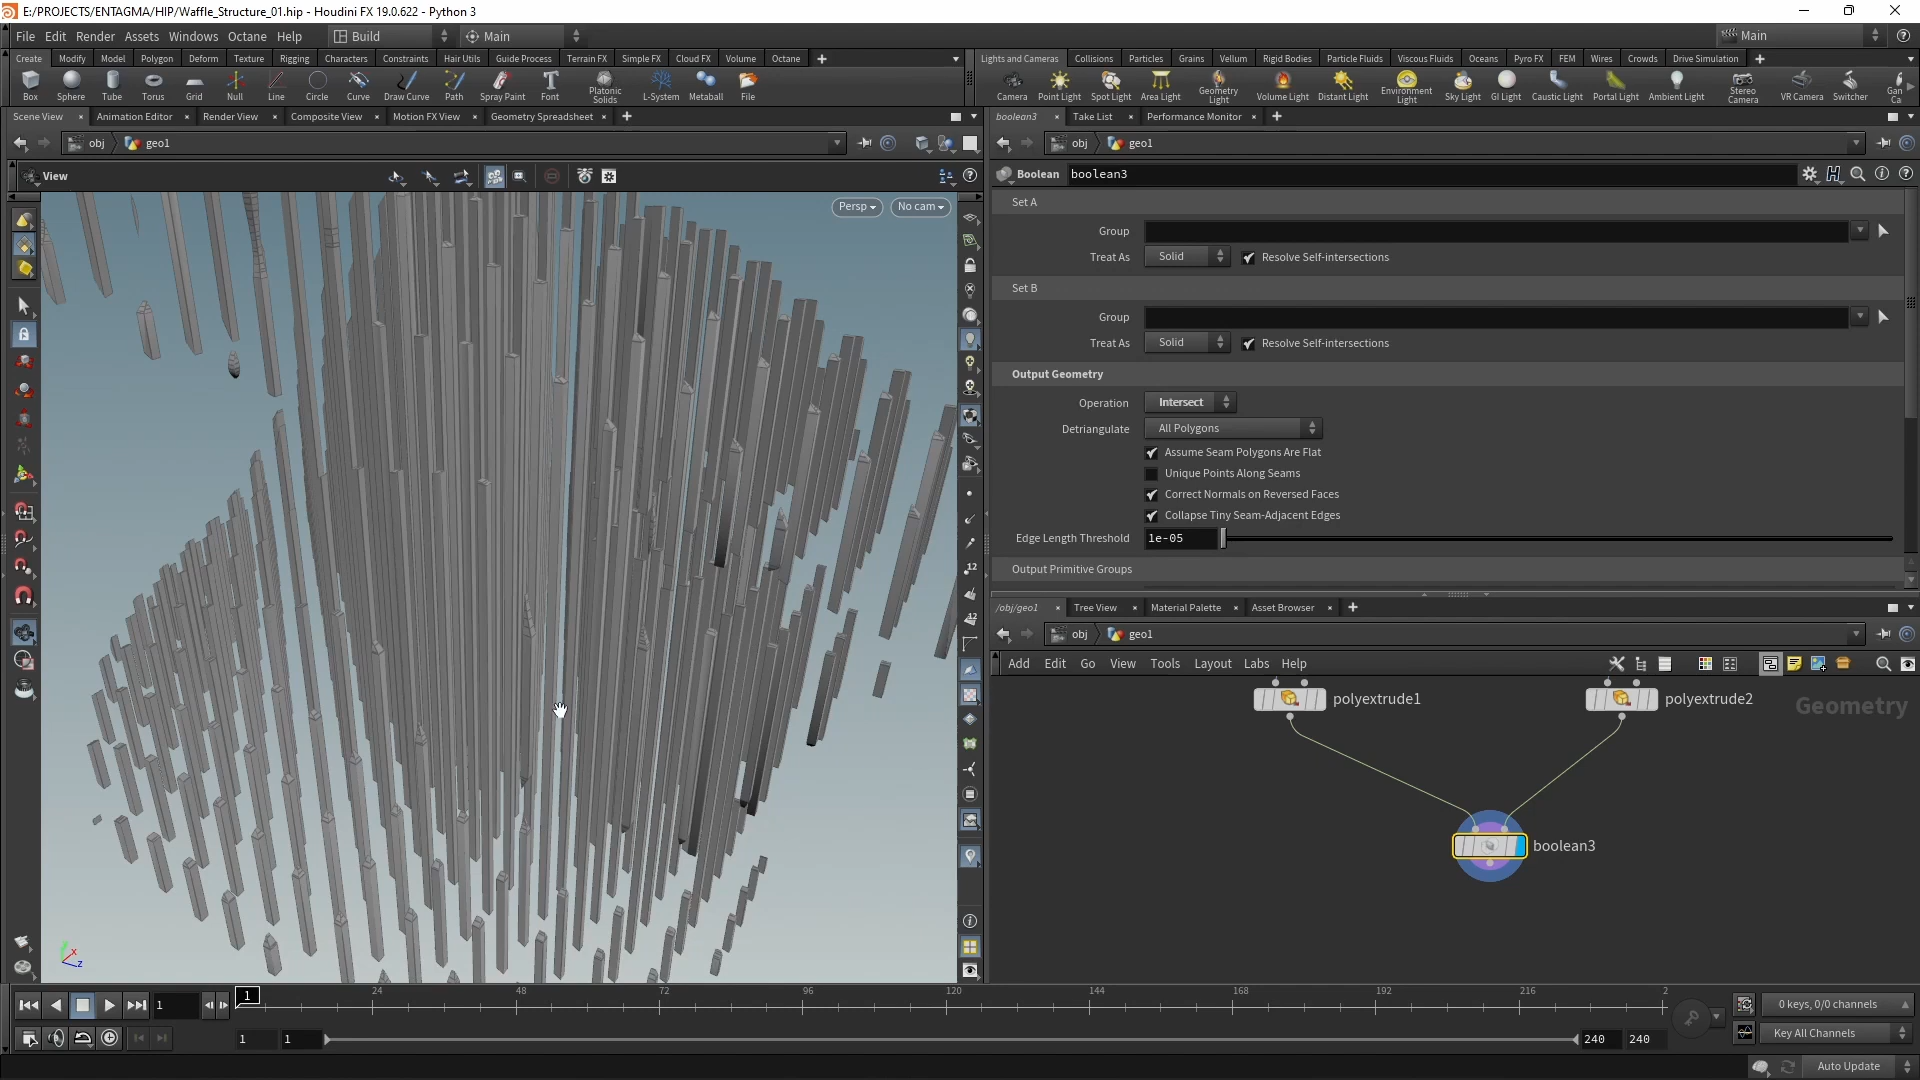 E:/PROJECTS/ENTAGMA/HIP/Waffle_Structure_01.hip - Houdini FX 19.0.622 - Python 3
File Edit Render Assets Windows Octane Help Build Main Main
Create Modify Model Polygon Deform Texture Rigging Characters Constraints Hair Utils Guide Process Terrain FX Simple FX Cloud FX Volume Octane
Lights and Cameras Collisions Particles Grains Vellum Rigid Bodies Particle Fluids Viscous Fluids Oceans Pyro FX FEM Wires Crowds Drive Simulation
Box Sphere Tube Torus Grid Null Line Circle Curve Draw Curve Path Spray Paint Font Platonic Solids L-System Metaball File
Camera Point Light Spot Light Area Light Geometry Light Volume Light Distant Light Environment Light Sky Light GI Light Caustic Light Portal Light Ambient Light Stereo Camera VR Camera Switcher Gan Ca
Scene View Animation Editor Render View Composite View Motion FX View Geometry Spreadsheet
boolean3 Take List Performance Monitor
obj geo1
obj geo1
View
Boolean boolean3
Persp No cam
Set A
Group
Treat As Solid Resolve Self-intersections
Set B
Group
Treat As Solid Resolve Self-intersections
Output Geometry
Operation Intersect
Detriangulate All Polygons
Assume Seam Polygons Are Flat
Unique Points Along Seams
Correct Normals on Reversed Faces
Collapse Tiny Seam-Adjacent Edges
Edge Length Threshold 1e-05
Output Primitive Groups
12
12
/obj/geo1 Tree View Material Palette Asset Browser
obj geo1
Add Edit Go View Tools Layout Labs Help
polyextrude1
polyextrude2
Geometry
boolean3
x
z
1
1 24 48 72 96 120 144 168 192 216 2
0 keys, 0/0 channels
1 1 240 240
Key All Channels
Auto Update